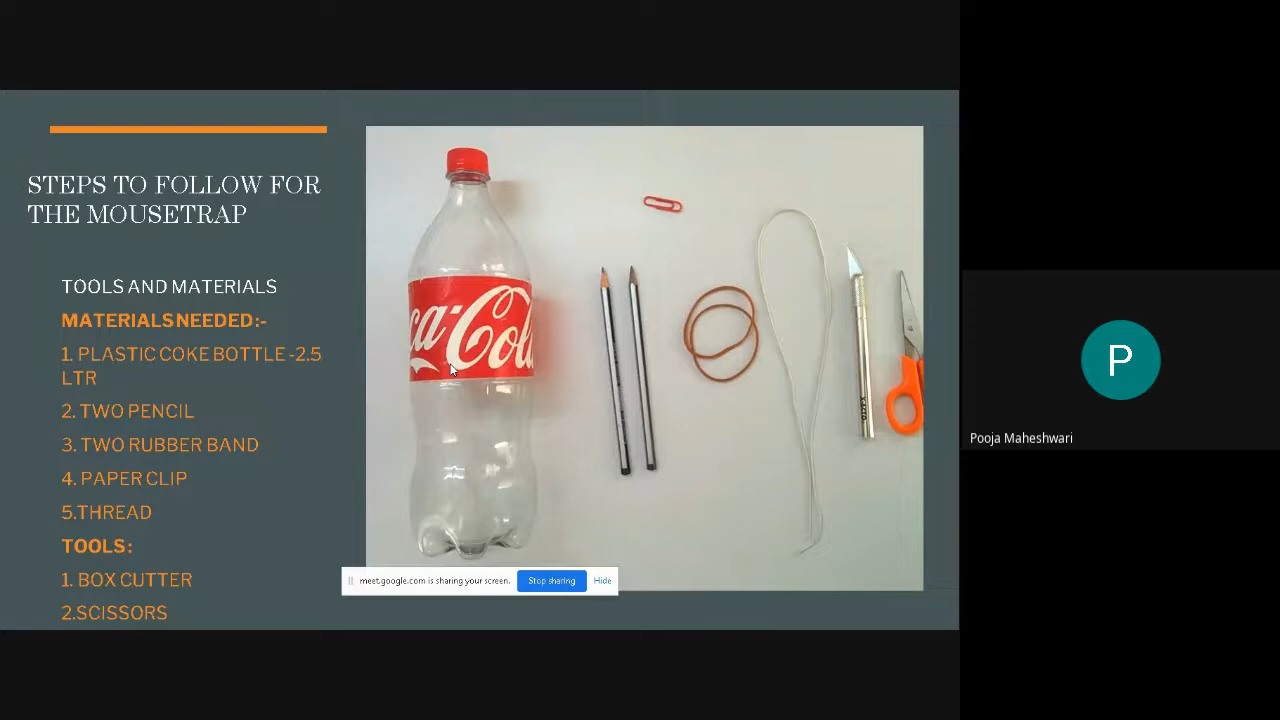 STEPS TO FOLLOW FOR
THE MOUSETRAP
TOOLS AND MATERIALS
MATERIALS NEEDED :-
1. PLASTIC COKE BOTTLE -2.5
LTR
2. TWO PENCIL
3. TWO RUBBER BAND
4. PAPER CLIP
5.THREAD
TOOLS :
1. BOX CUTTER
2.SCISSORS
ca-Col
meet.google.com is sharing your screen.
Stop sharing
Hide
P
Pooja Maheshwari